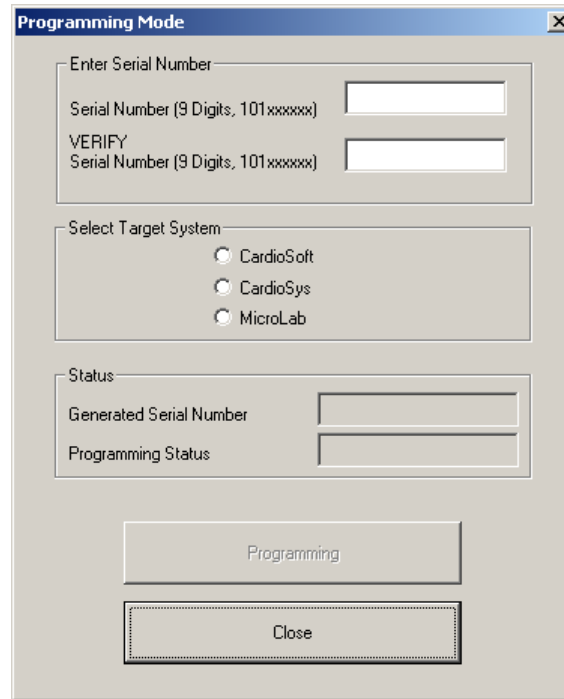 Programming Mode
Enter Serial Number
Serial Number (9 Digits, 101xxxxxx)
VERIFY
Serial Number (9 Digits, 101xxxxxx)
Select Target System
CardioSoft
CardioSys
MicroLab
Status
Generated Serial Number
Programming Status
Programming
Close